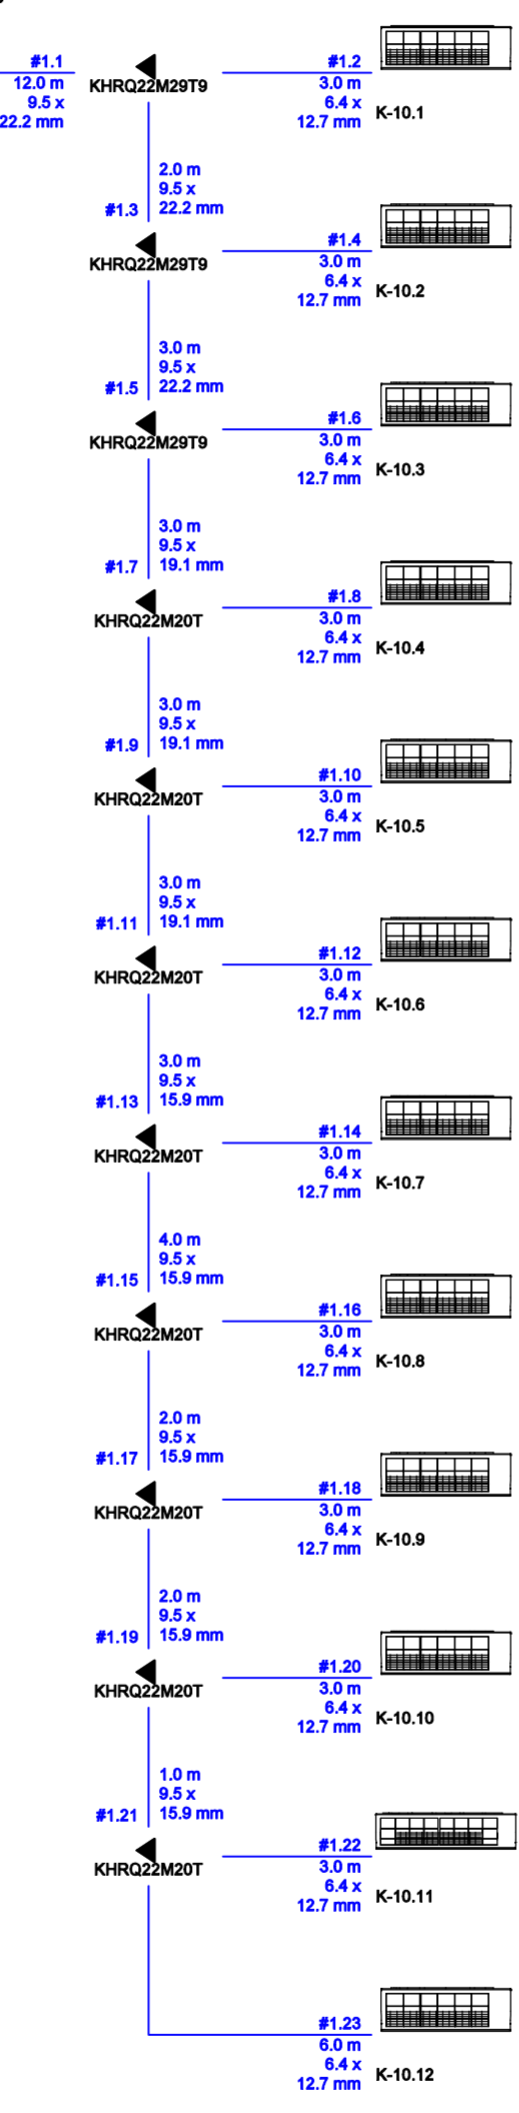 #1.1
12.0 m
9.5 x
22.2 mm
KHRQ22M29T9
#1.2
3.0 m
6.4 x
12.7 mm
K-10.1
2.0 m
9.5 x
#1.3 22.2 mm
KHRQ22M29T9
#1.4
3.0 m
6.4 x
12.7 mm
K-10.2
3.0 m
9.5 x
#1.5 22.2 mm
KHRQ22M29T9
#1.6
3.0 m
6.4 x
12.7 mm
K-10.3
3.0 m
9.5 x
#1.7 19.1 mm
KHRQ22M20T
#1.8
3.0 m
6.4 x
12.7 mm
K-10.4
3.0 m
9.5 x
#1.9 19.1 mm
KHRQ22M20T
#1.10
3.0 m
6.4 x
12.7 mm
K-10.5
3.0 m
9.5 x
#1.11 19.1 mm
KHRQ22M20T
#1.12
3.0 m
6.4 x
12.7 mm
K-10.6
3.0 m
9.5 x
#1.13 15.9 mm
KHRQ22M20T
#1.14
3.0 m
6.4 x
12.7 mm
K-10.7
4.0 m
9.5 x
#1.15 15.9 mm
KHRQ22M20T
#1.16
3.0 m
6.4 x
12.7 mm
K-10.8
2.0 m
9.5 x
#1.17 15.9 mm
KHRQ22M20T
#1.18
3.0 m
6.4 x
12.7 mm
K-10.9
2.0 m
9.5 x
#1.19 15.9 mm
KHRQ22M20T
#1.20
3.0 m
6.4 x
12.7 mm
K-10.10
1.0 m
9.5 x
#1.21 15.9 mm
KHRQ22M20T
#1.22
3.0 m
6.4 x
12.7 mm
K-10.11
#1.23
6.0 m
6.4 x
12.7 mm
K-10.12